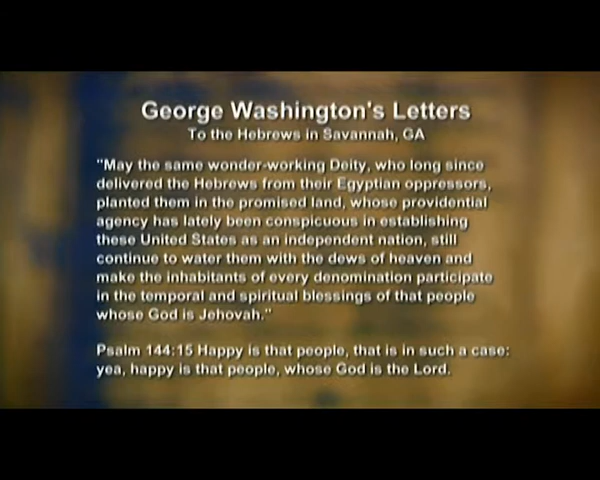 George Washington's Letters
To the Hebrews in Savannah, GA
"May the same wonder-working Deity, who long since
delivered the Hebrews from their Egyptian oppressors,
planted them in the promised land, whose providential
agency has lately been conspicuous in establishing
these United States as an independent nation, still
continue to water them with the dews of heaven and
make the inhabitants of every denomination participate
in the temporal and spiritual blessings of that people
whose God is Jehovah."
Psalm 144:15 Happy is that people, that is in such a case:
yea, happy is that people, whose God is the Lord.